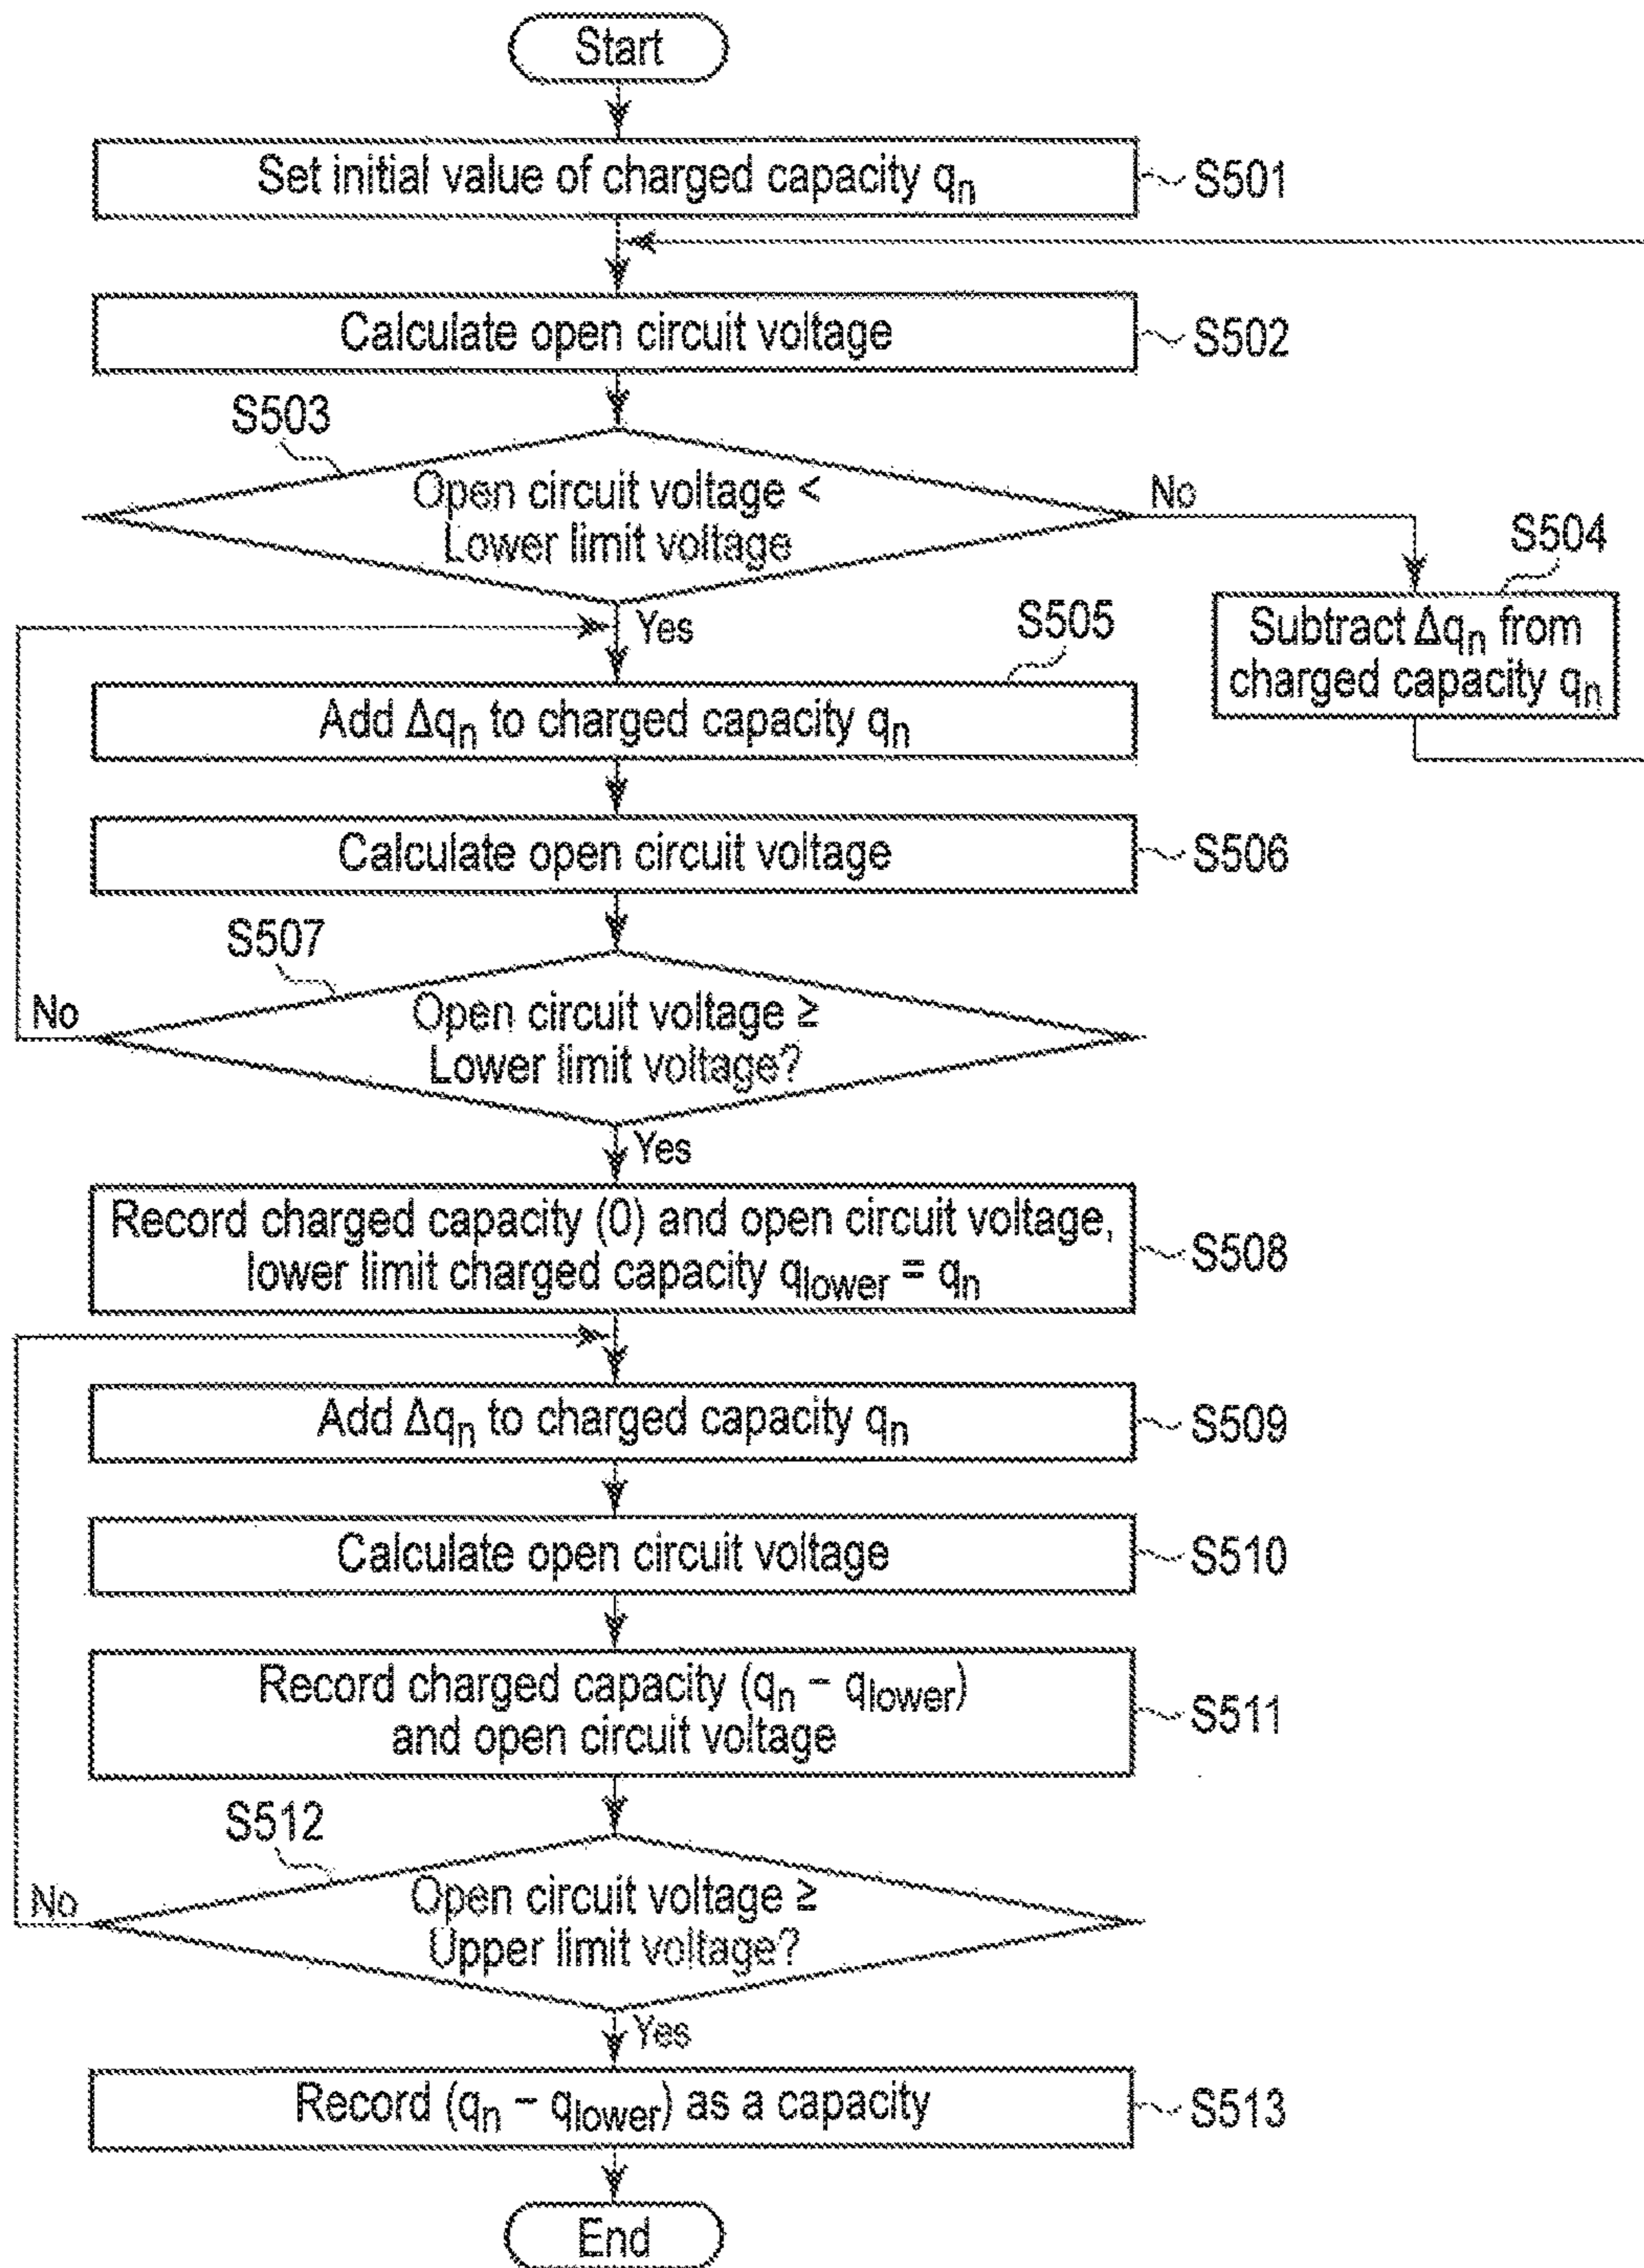 Start
Set initial value of charged capacity qn
S501
Calculate open circuit voltage
S502
S503
Open circuit voltage <
Lower limit voltage
No
S504
Subtract Δqn from
charged capacity qn
Yes
S505
Add Δqn to charged capacity qn
Calculate open circuit voltage
S506
S507
Open circuit voltage ≥
Lower limit voltage?
No
Yes
Record charged capacity (0) and open circuit voltage,
lower limit charged capacity qlower = qn
S508
Add Δqn to charged capacity qn
S509
Calculate open circuit voltage
S510
Record charged capacity (qn − qlower)
and open circuit voltage
S511
S512
Open circuit voltage ≥
Upper limit voltage?
No
Yes
Record (qn − qlower) as a capacity
S513
End